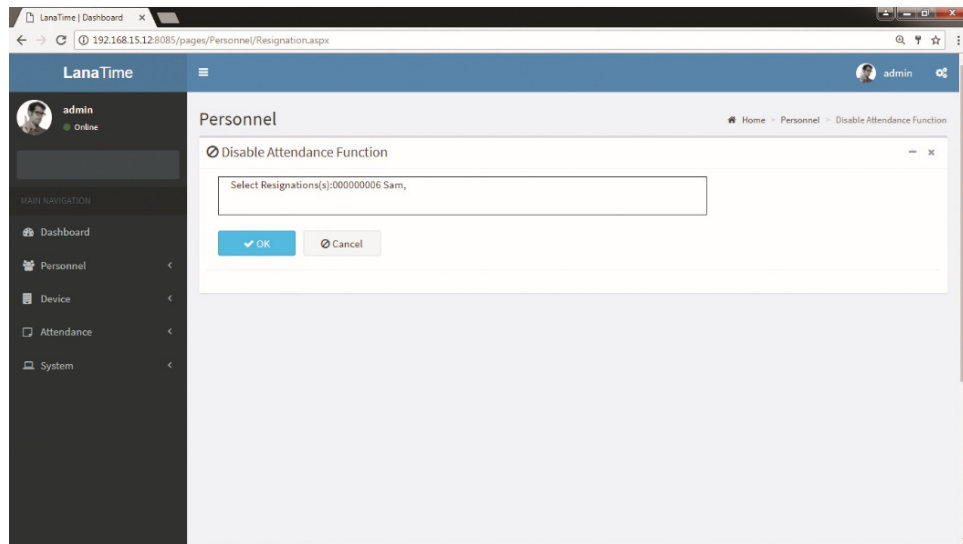 LanaTime | Dashboard
192.168.15.12:8085/pages/Personnel/Resignation.aspx
LanaTime
admin
admin
Online
Personnel
Home > Personnel > Disable Attendance Function
Disable Attendance Function
Select Resignations(s):000000006 Sam,
MAIN NAVIGATION
OK
Cancel
Dashboard
Personnel
Device
Attendance
System